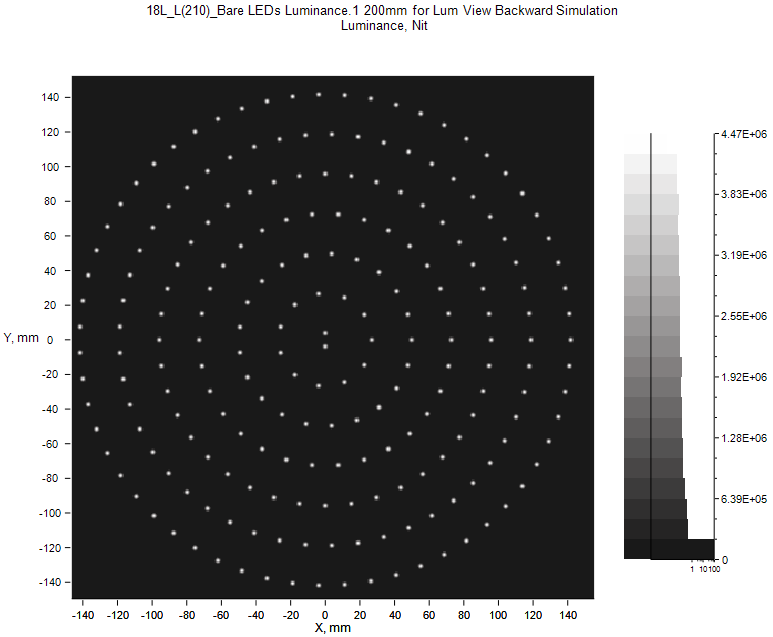 18L_L(210)_Bare LEDs Luminance.1 200mm for Lum View Backward Simulation
Luminance, Nit
140
120
100
80
60
40
20
Y, mm 0
-20
-40
-60
-80
-100
-120
-140
-140 -120 -100 -80 -60 -40 -20 0 20 40 60 80 100 120 140
X, mm
4.47E+06
3.83E+06
3.19E+06
2.55E+06
1.92E+06
1.28E+06
6.39E+05
0
1 10 100